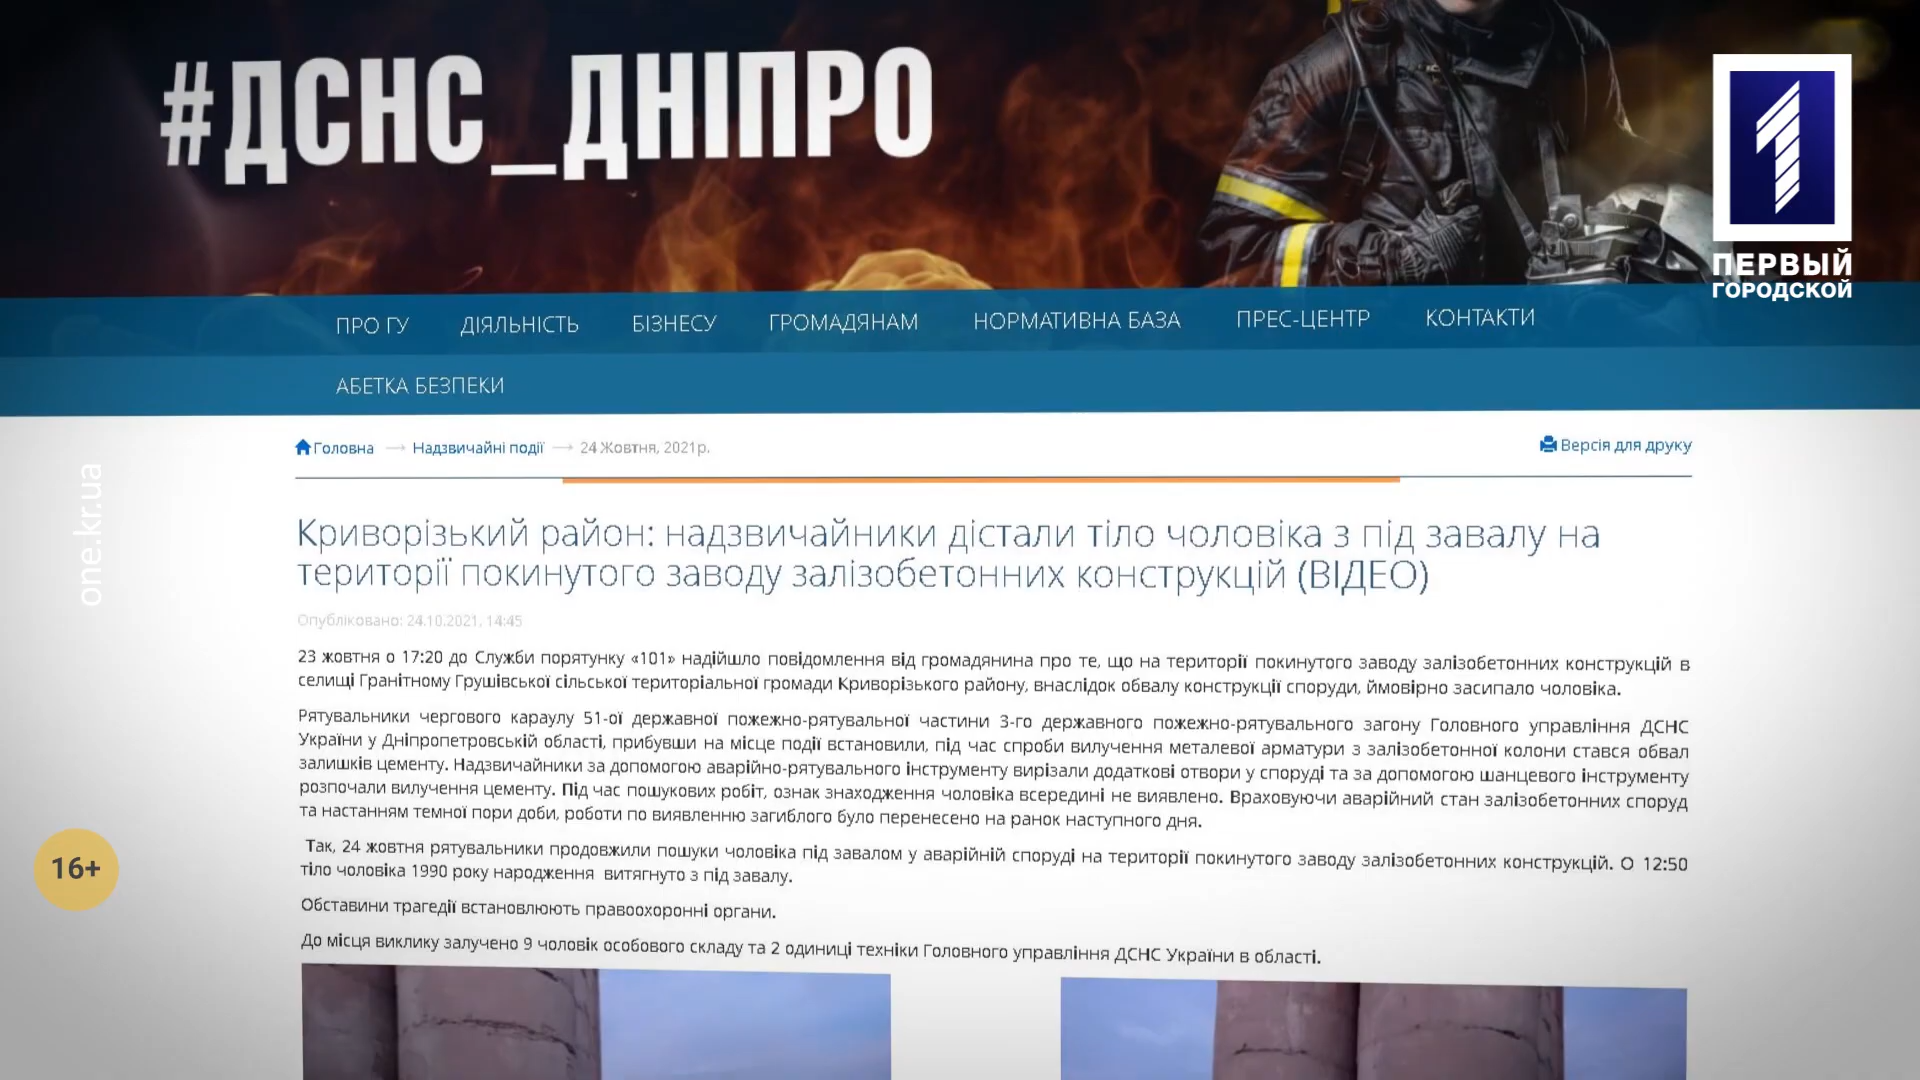 #ДСНС_ДНІПРО
ПЕРВЫЙ
ГОРОДСКОЙ
ПРО ГУ ДІЯЛЬНІСТЬ БІЗНЕСУ ГРОМАДЯНАМ НОРМАТИВНА БАЗА ПРЕС-ЦЕНТР КОНТАКТИ
АБЕТКА БЕЗПЕКИ
Головна → Надзвичайні події → 24 Жовтня, 2021р.
Версія для друку
one.kr.ua
Криворізький район: надзвичайники дістали тіло чоловіка з під завалу на
території покинутого заводу залізобетонних конструкцій (ВІДЕО)
Опубліковано: 24.10.2021, 14:45
23 жовтня о 17:20 до Служби порятунку «101» надійшло повідомлення від громадянина про те, що на території покинутого заводу залізобетонних конструкцій в
селищі Гранітному Грушівської сільської територіальної громади Криворізького району, внаслідок обвалу конструкції споруди, ймовірно засипало чоловіка.
Рятувальники чергового караулу 51-ої державної пожежно-рятувальної частини 3-го державного пожежно-рятувального загону Головного управління ДСНС
України у Дніпропетровській області, прибувши на місце події встановили, під час спроби вилучення металевої арматури з залізобетонної колони стався обвал
залишків цементу. Надзвичайники за допомогою аварійно-рятувального інструменту вирізали додаткові отвори у споруді та за допомогою шанцевого інструменту
розпочали вилучення цементу. Під час пошукових робіт, ознак знаходження чоловіка всередині не виявлено. Враховуючи аварійний стан залізобетонних споруд
та настанням темної пори доби, роботи по виявленню загиблого було перенесено на ранок наступного дня.
Так, 24 жовтня рятувальники продовжили пошуки чоловіка під завалом у аварійній споруді на території покинутого заводу залізобетонних конструкцій. О 12:50
тіло чоловіка 1990 року народження витягнуто з під завалу.
16+
Обставини трагедії встановлюють правоохоронні органи.
До місця виклику залучено 9 чоловік особового складу та 2 одиниці техніки Головного управління ДСНС України в області.